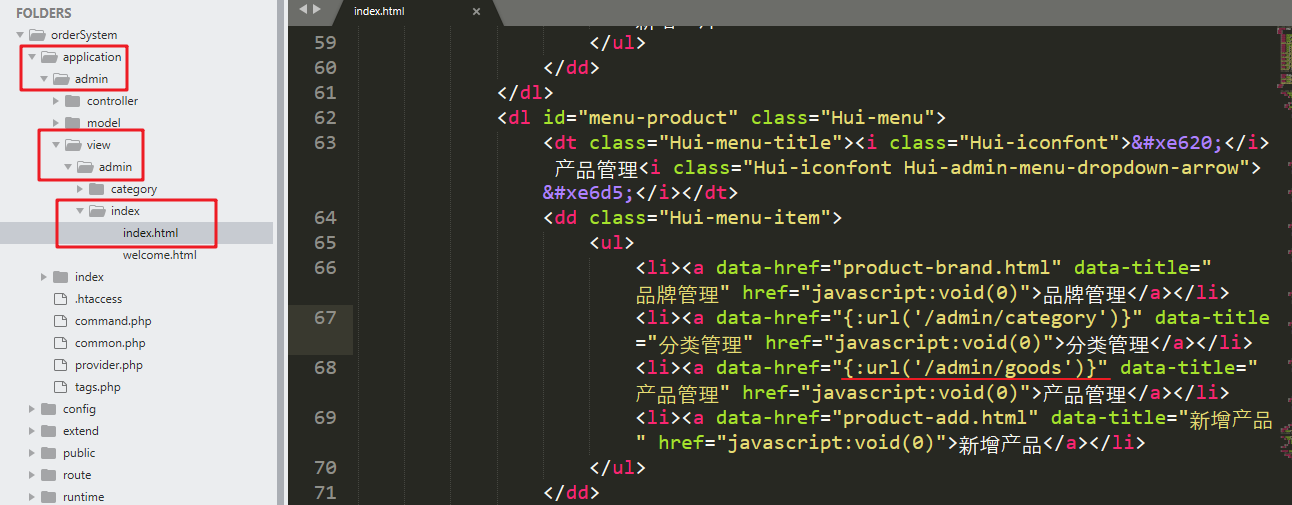 FOLDERS
orderSystem
application
admin
controller
model
view
admin
category
index
index.html
welcome.html
index
.htaccess
command.php
common.php
provider.php
tags.php
config
extend
public
route
runtime
index.html ×
59 </ul>
60 </dd>
61 </dl>
62 <dl id="menu-product" class="Hui-menu">
63 <dt class="Hui-menu-title"><i class="Hui-iconfont">&#xe620;</i>
产品管理<i class="Hui-iconfont Hui-admin-menu-dropdown-arrow">
&#xe6d5;</i></dt>
64 <dd class="Hui-menu-item">
65 <ul>
66 <li><a data-href="product-brand.html" data-title="
品牌管理" href="javascript:void(0)">品牌管理</a></li>
67 <li><a data-href="{:url('/admin/category')}" data-title
="分类管理" href="javascript:void(0)">分类管理</a></li>
68 <li><a data-href="{:url('/admin/goods')}" data-title="
产品管理" href="javascript:void(0)">产品管理</a></li>
69 <li><a data-href="product-add.html" data-title="新增产品
" href="javascript:void(0)">新增产品</a></li>
70 </ul>
71 </dd>